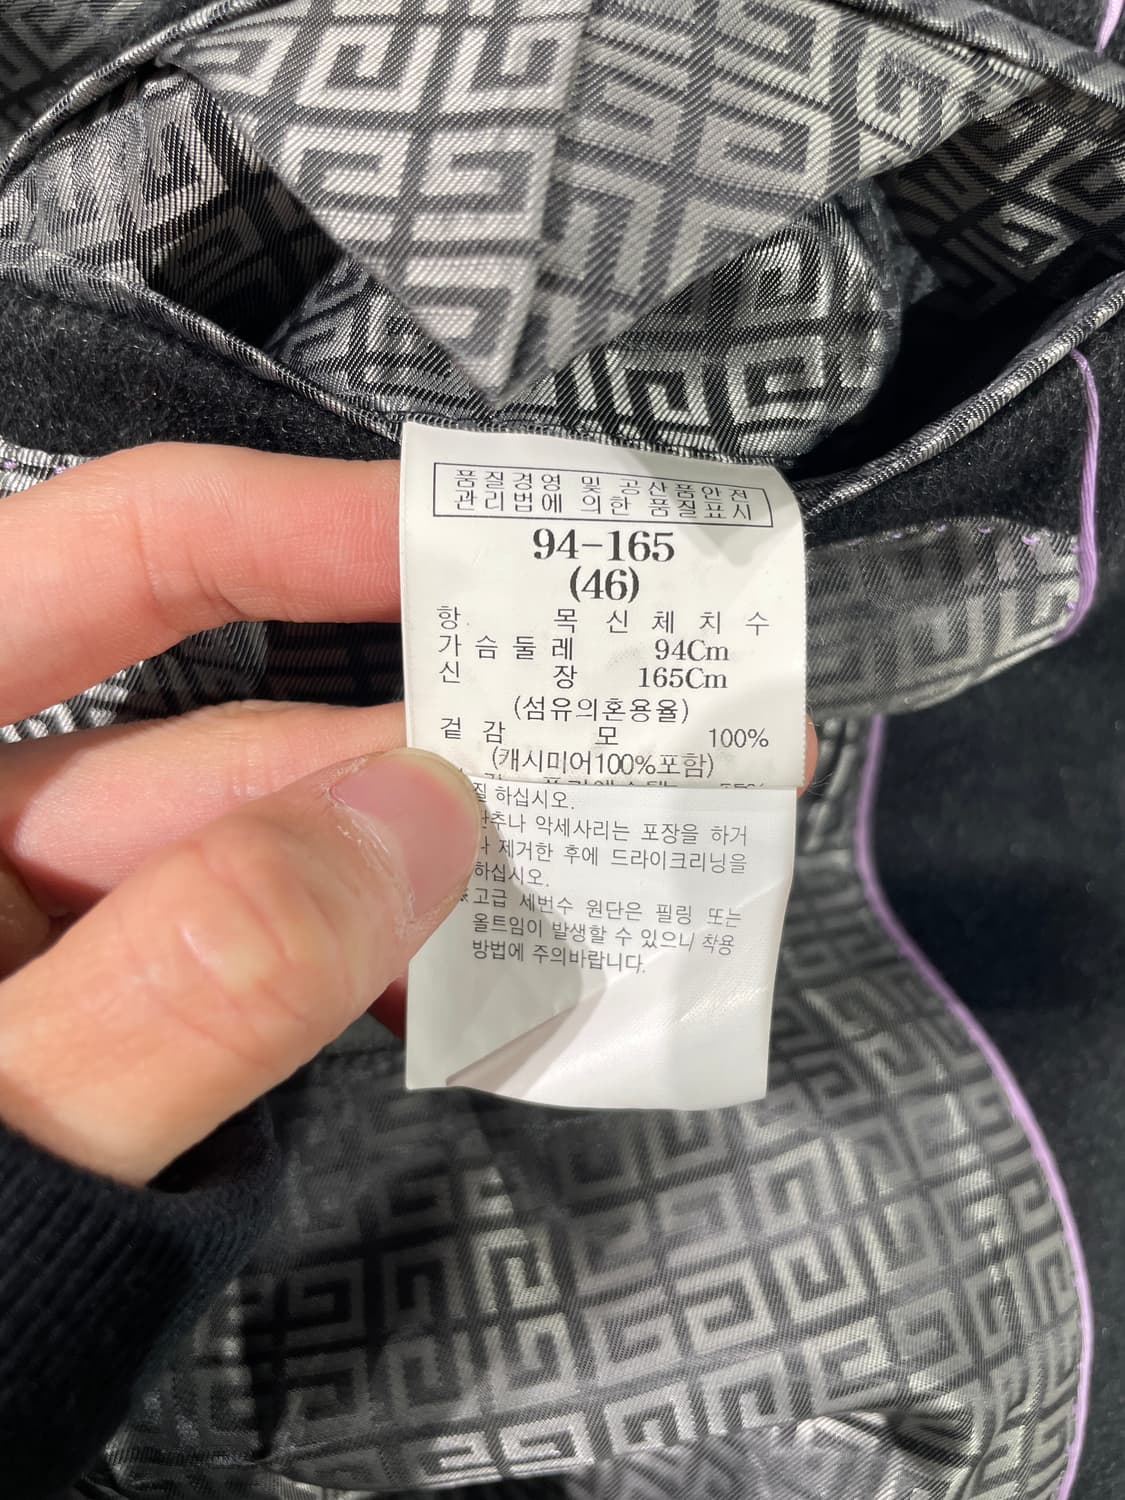 품질경영 및 공산품안전
관리법에 의한 품질표시
94-165
(46)
항 목 신 체 치 수
가 슴 둘 레 94Cm
신 장 165Cm
(섬유의혼용율)
겉 감 모 100%
(캐시미어100%포함)
하십시오.
단추나 악세사리는 포장을 하거
나 제거한 후에 드라이크리닝을
하십시오.
※고급 세번수 원단은 필링 또는
올트임이 발생할 수 있으니 착용
방법에 주의바랍니다.